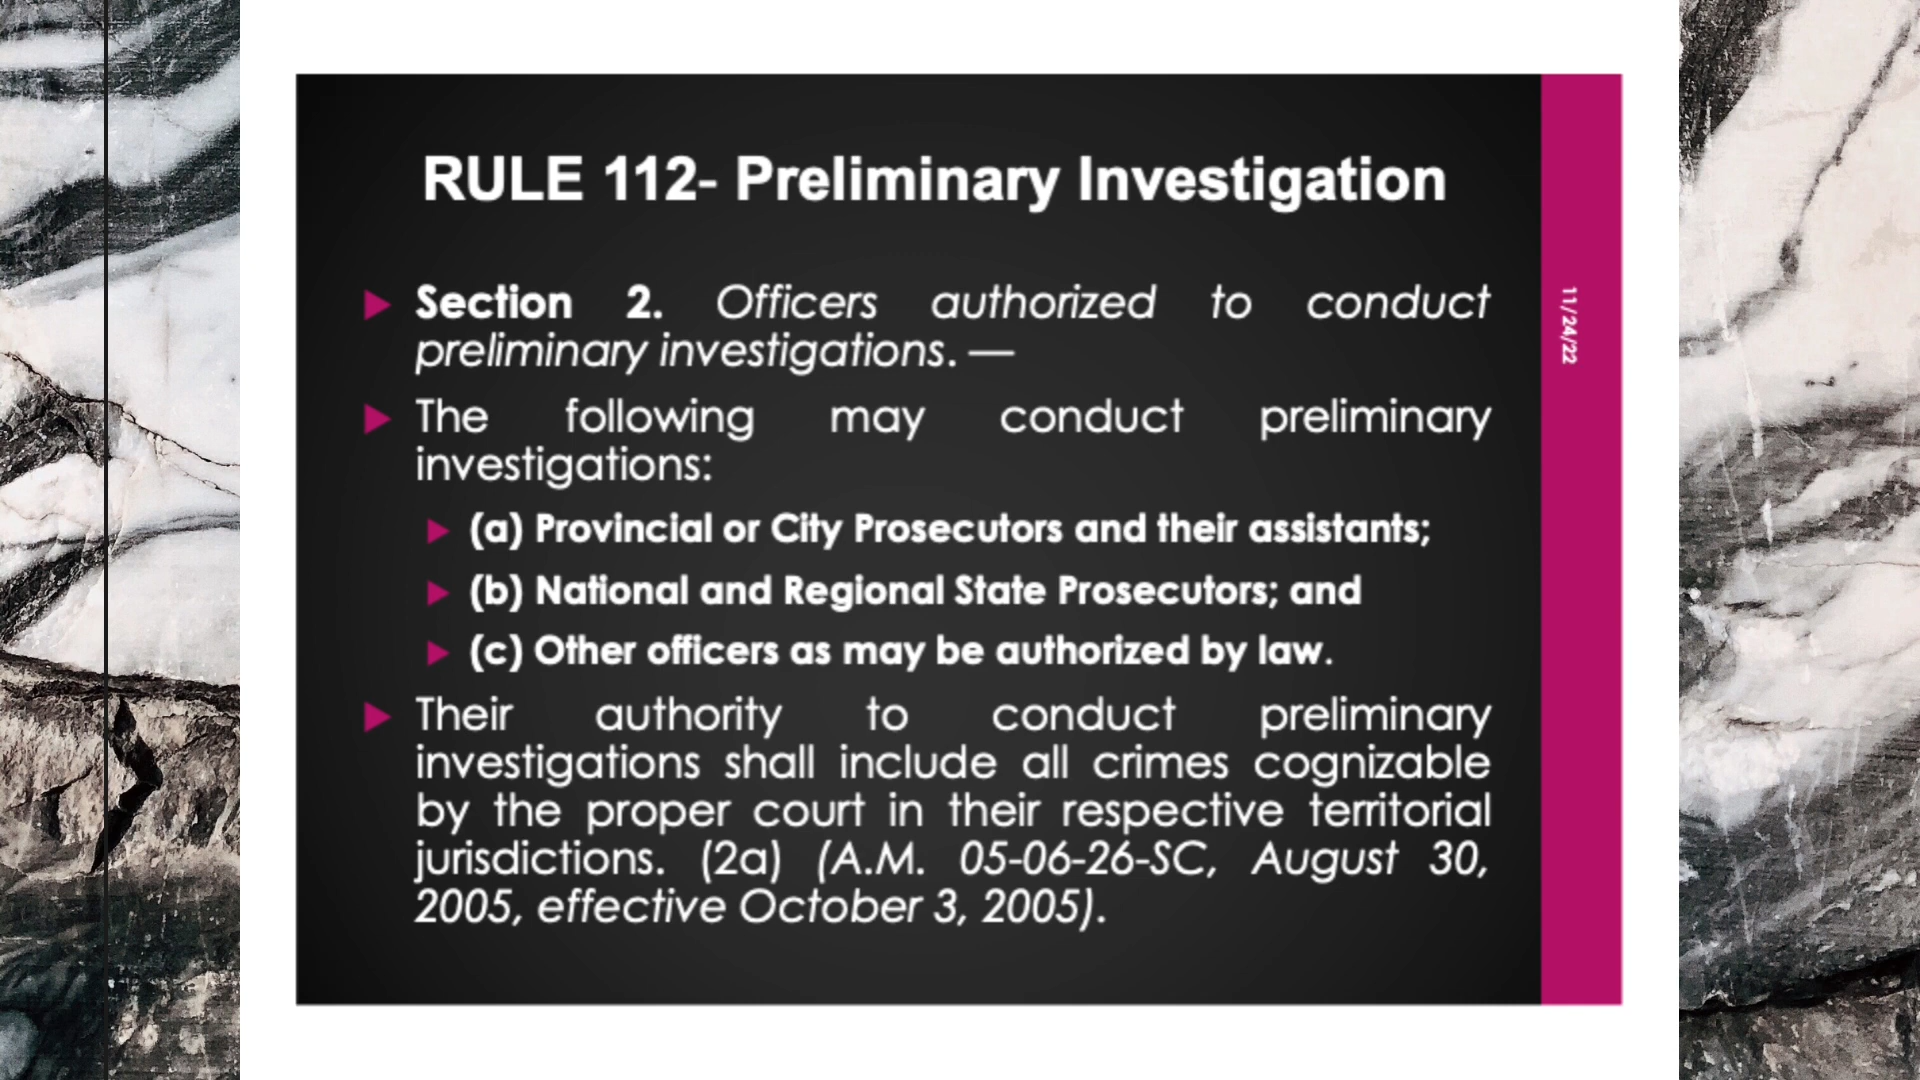 RULE 112- Preliminary Investigation
Section 2. Officers authorized to conduct
preliminary investigations. —
The following may conduct preliminary
investigations:
(a) Provincial or City Prosecutors and their assistants;
(b) National and Regional State Prosecutors; and
(c) Other officers as may be authorized by law.
Their authority to conduct preliminary
investigations shall include all crimes cognizable
by the proper court in their respective territorial
jurisdictions. (2a) (A.M. 05-06-26-SC, August 30,
2005, effective October 3, 2005).
11/24/22